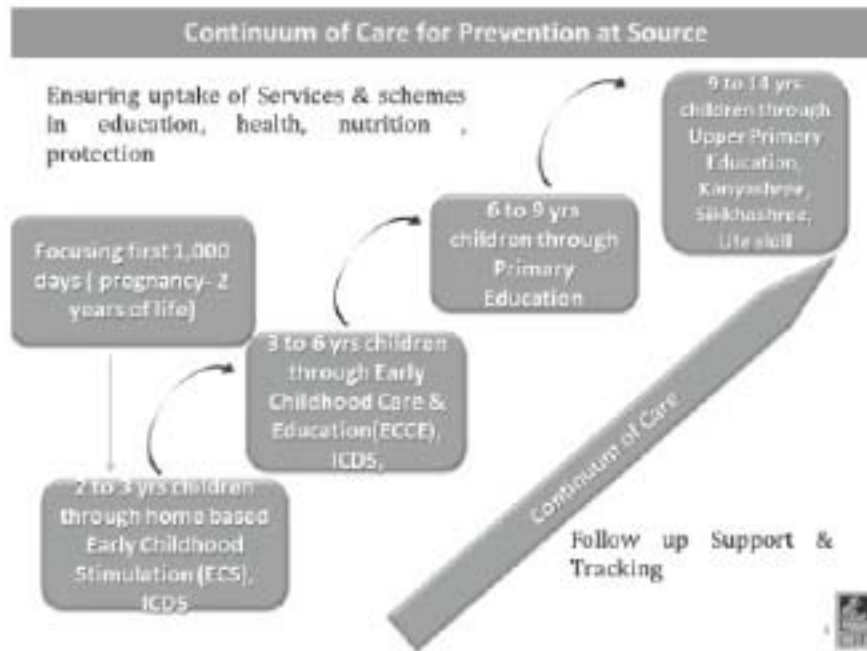 Continuum of Care for Prevention at Source
Ensuring uptake of Services & schemes
in education, health, nutrition ,
protection
Focusing first 1,000
days ( pregnancy- 2
years of life)
2 to 3 yrs children
through home based
Early Childhood
Stimulation (ECS),
ICDS
3 to 6 yrs children
through Early
Childhood Care &
Education(ECCE),
ICDS,
6 to 9 yrs
children through
Primary
Education
9 to 14 yrs
children through
Upper Primary
Education,
Kanyashree,
Sikkhashree,
Life skill
Continuum of Care
Follow up Support &
Tracking